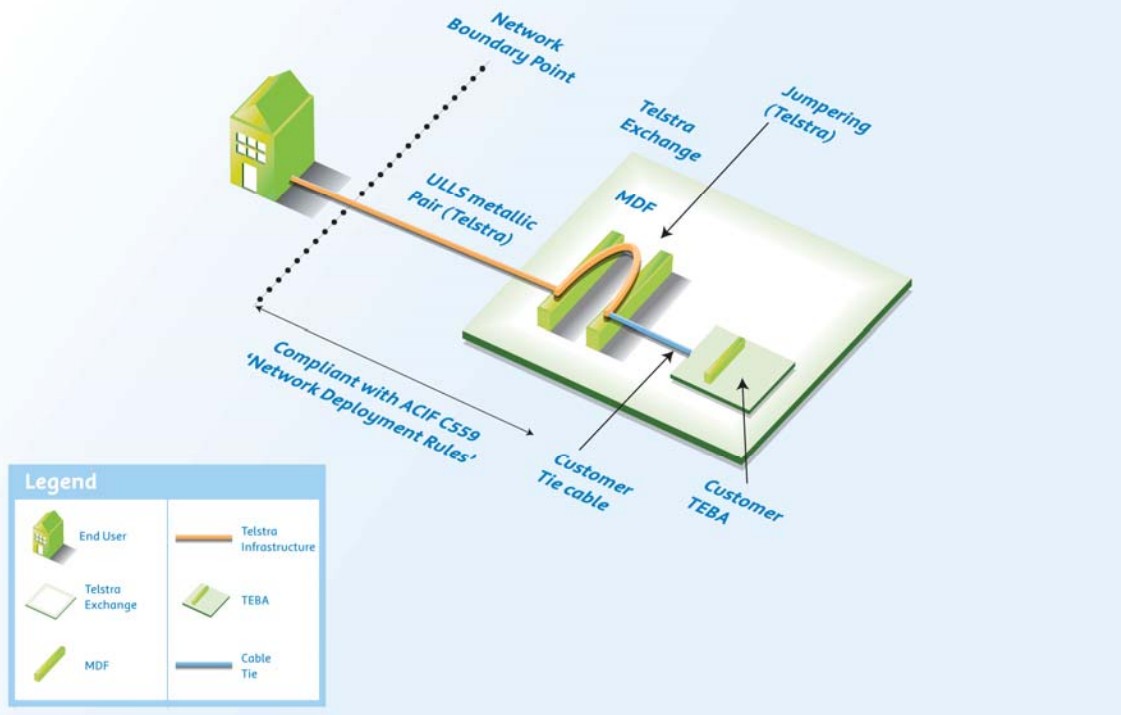 Network
Boundary Point
Jumpering
(Telstra)
Telstra
Exchange
ULLS metallic
Pair (Telstra)
MDF
Compliant with ACIF C559
'Network Deployment Rules'
Customer
Tie cable
Customer
TEBA
Legend
End User
Telstra
Infrastructure
Telstra
Exchange
TEBA
MDF
Cable
Tie